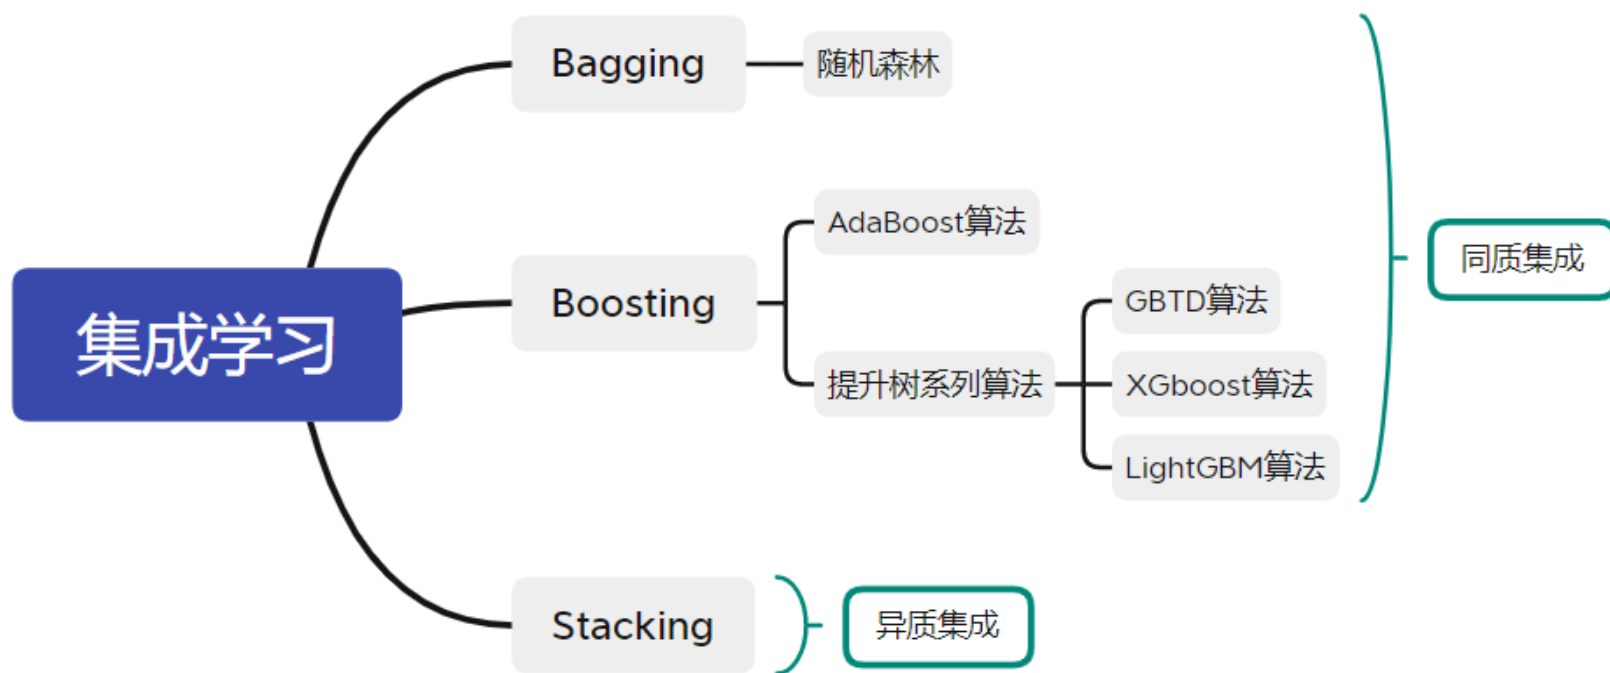 集成学习
Bagging
随机森林
Boosting
AdaBoost算法
提升树系列算法
GBTD算法
XGboost算法
LightGBM算法
同质集成
Stacking
异质集成